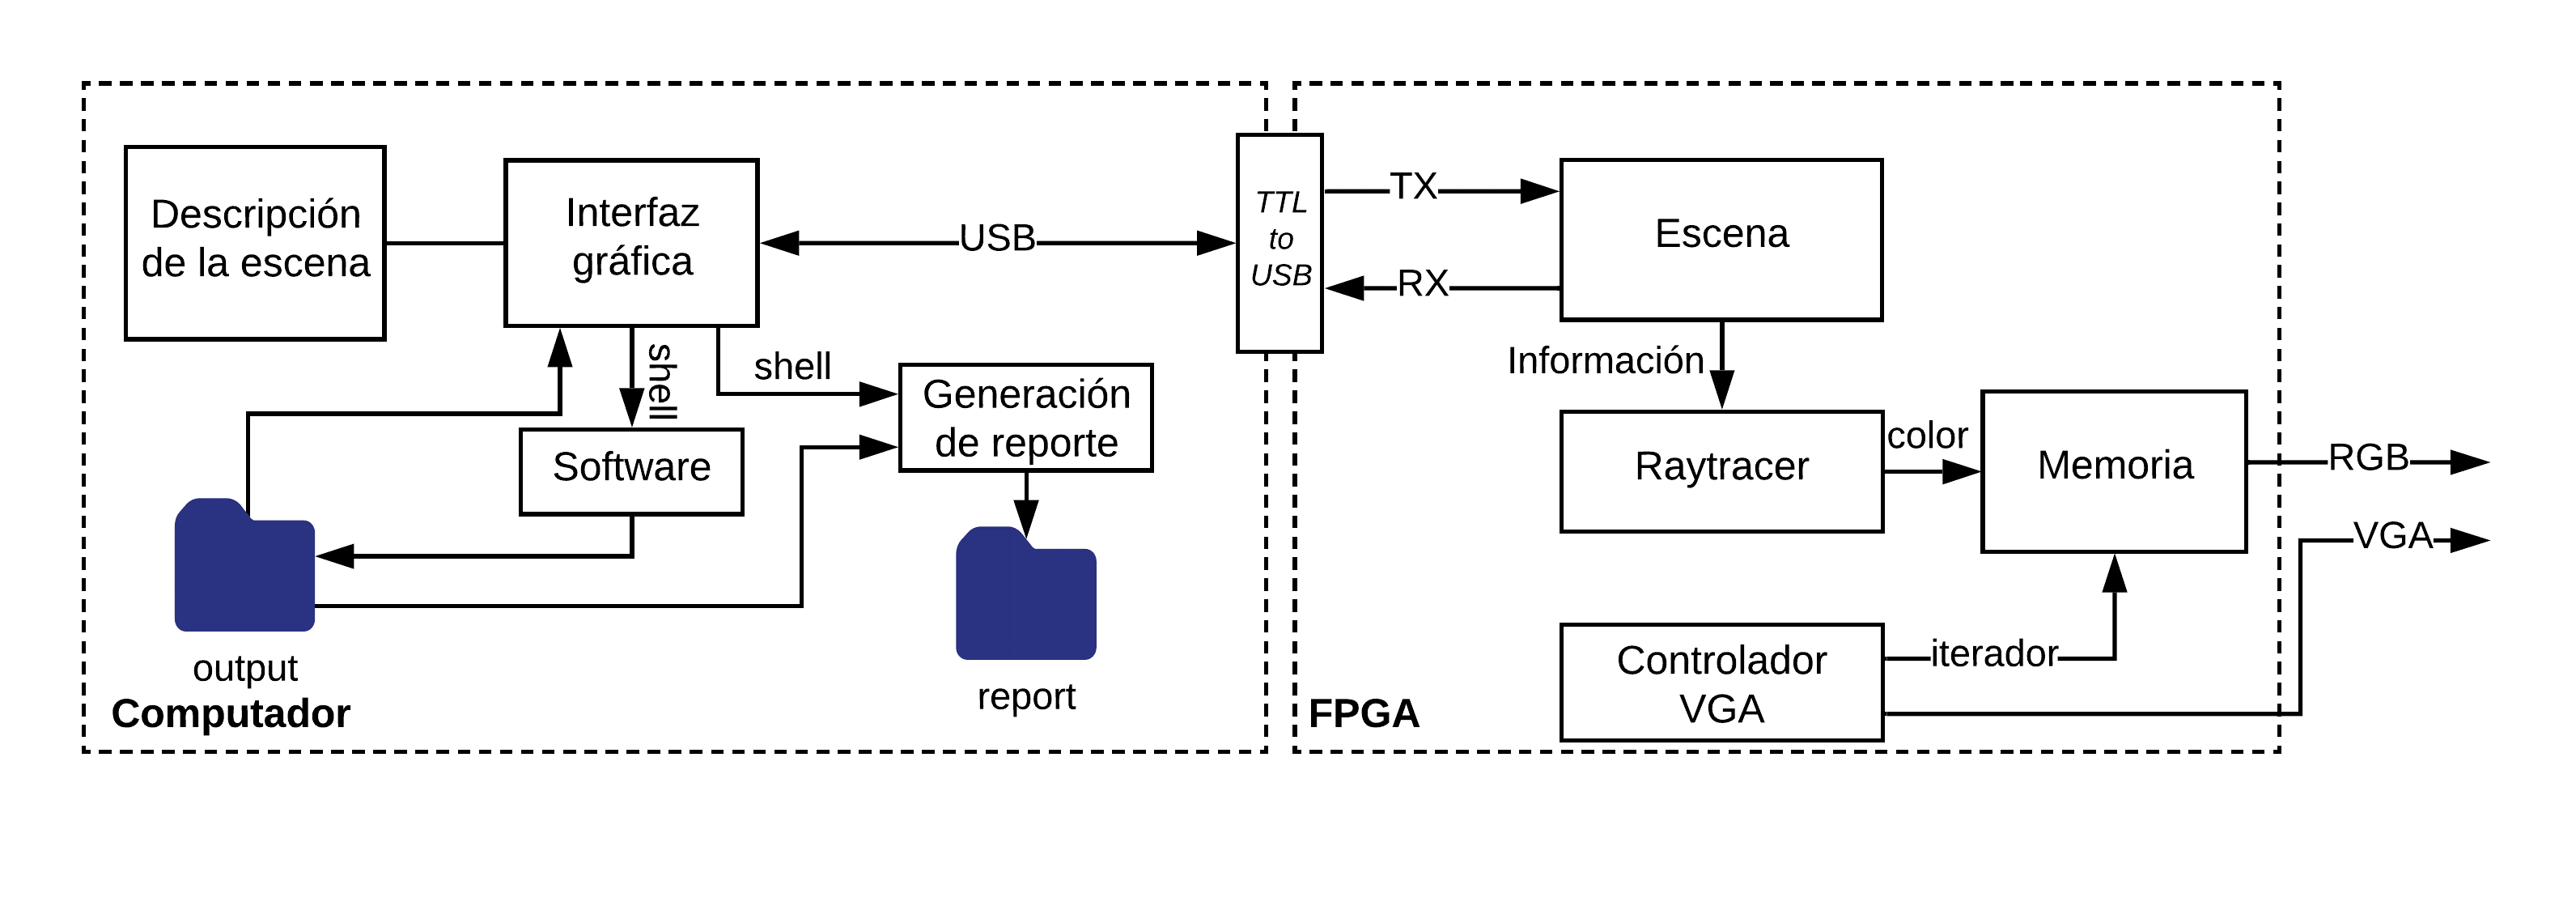 Descripción
de la escena
Interfaz
gráfica
USB
TTL
to
USB
TX
RX
Escena
shell
shell
Generación
de reporte
Software
output
report
Computador
Información
Raytracer
color
Memoria
RGB
VGA
Controlador
VGA
iterador
FPGA